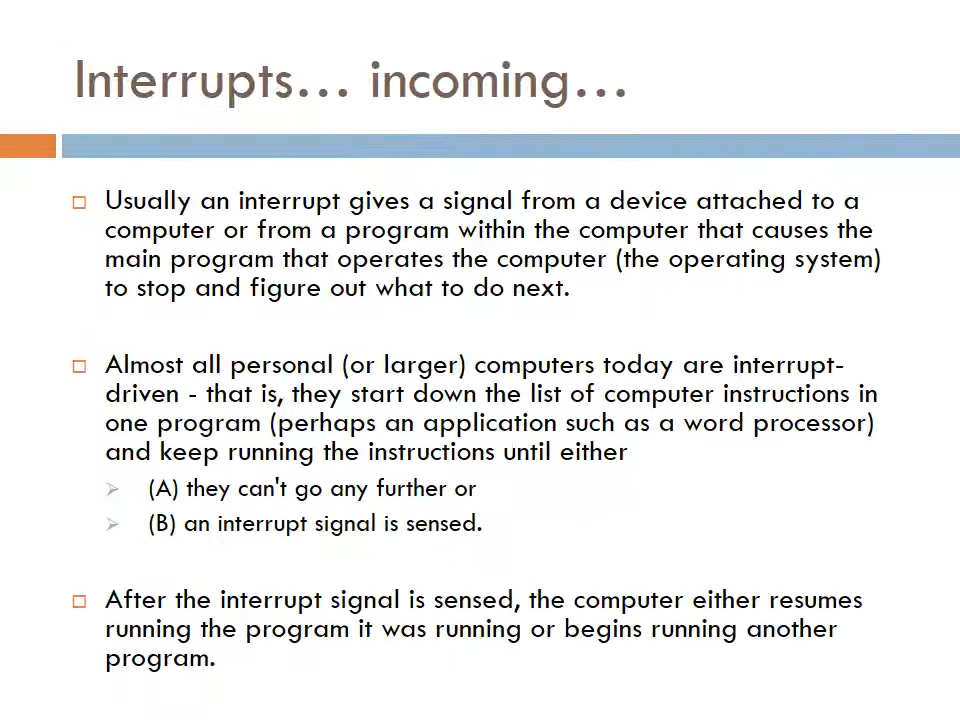 Interrupts… incoming…
Usually an interrupt gives a signal from a device attached to a
computer or from a program within the computer that causes the
main program that operates the computer (the operating system)
to stop and figure out what to do next.
Almost all personal (or larger) computers today are interrupt-
driven - that is, they start down the list of computer instructions in
one program (perhaps an application such as a word processor)
and keep running the instructions until either
(A) they can't go any further or
(B) an interrupt signal is sensed.
After the interrupt signal is sensed, the computer either resumes
running the program it was running or begins running another
program.